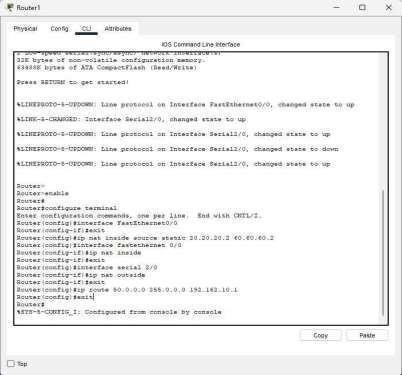 Router1
Physical Config CLI Attributes
IOS Command Line Interface
2 Low-speed serial(sync/async) network interface(s)
32K bytes of non-volatile configuration memory.
63488K bytes of ATA CompactFlash (Read/Write)
Press RETURN to get started!
%LINEPROTO-5-UPDOWN: Line protocol on Interface FastEthernet0/0, changed state to up
%LINK-5-CHANGED: Interface Serial2/0, changed state to up
%LINEPROTO-5-UPDOWN: Line protocol on Interface Serial2/0, changed state to up
%LINEPROTO-5-UPDOWN: Line protocol on Interface Serial2/0, changed state to down
%LINEPROTO-5-UPDOWN: Line protocol on Interface Serial2/0, changed state to up
Router>
Router>enable
Router#
Router#configure terminal
Enter configuration commands, one per line. End with CNTL/Z.
Router(config)#interface FastEthernet0/0
Router(config-if)#exit
Router(config)#ip nat inside source static 20.20.20.2 60.60.60.2
Router(config)#interface fastethernet 0/0
Router(config-if)#ip nat inside
Router(config-if)#exit
Router(config)#interface serial 2/0
Router(config-if)#ip nat outside
Router(config-if)#exit
Router(config)#ip route 50.0.0.0 255.0.0.0 192.162.10.1
Router(config)#exit
Router#
%SYS-5-CONFIG_I: Configured from console by console
Copy Paste
Top